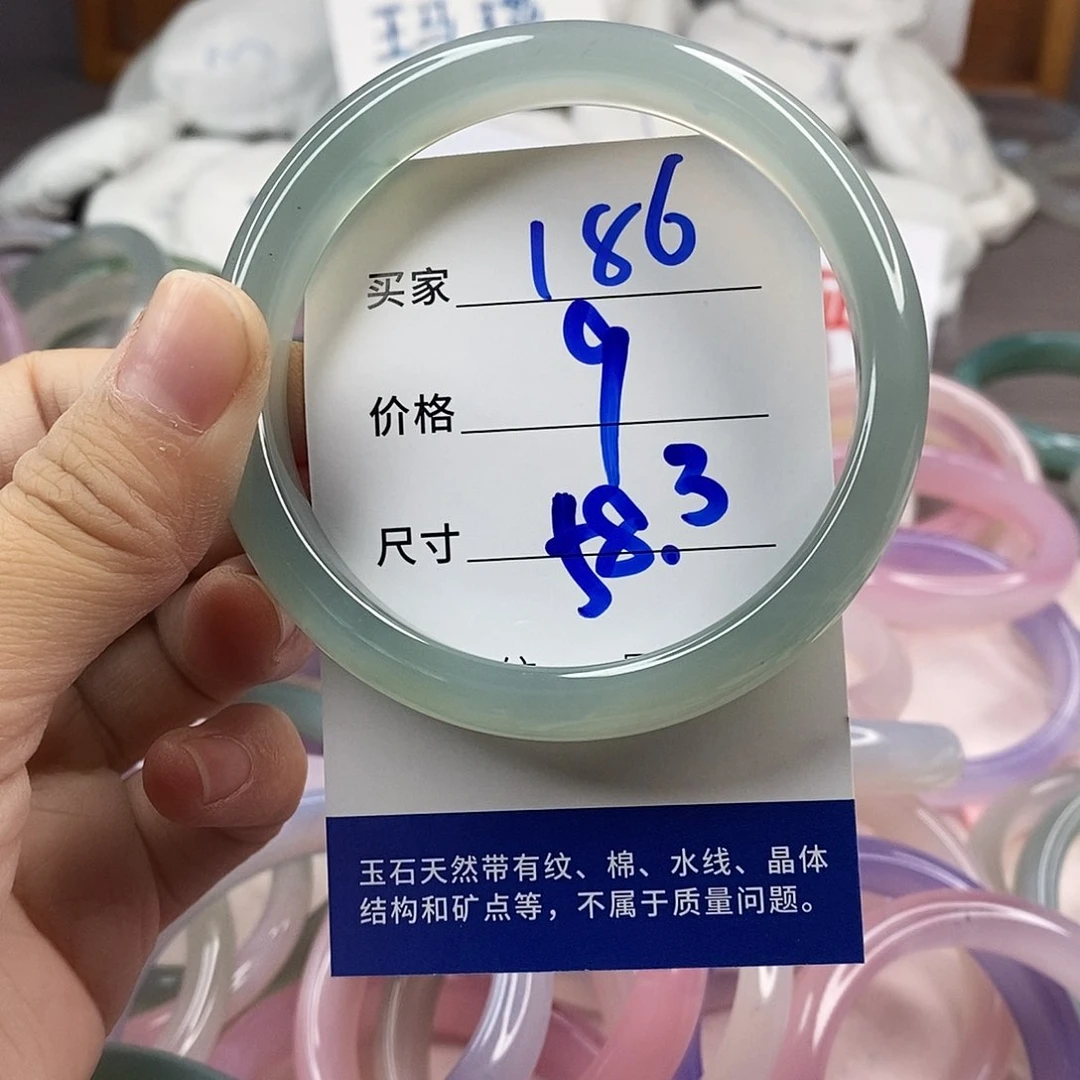 买家 186
价格 9
尺寸 58.3
玉石天然带有纹、棉、水线、晶体
结构和矿点等，不属于质量问题。